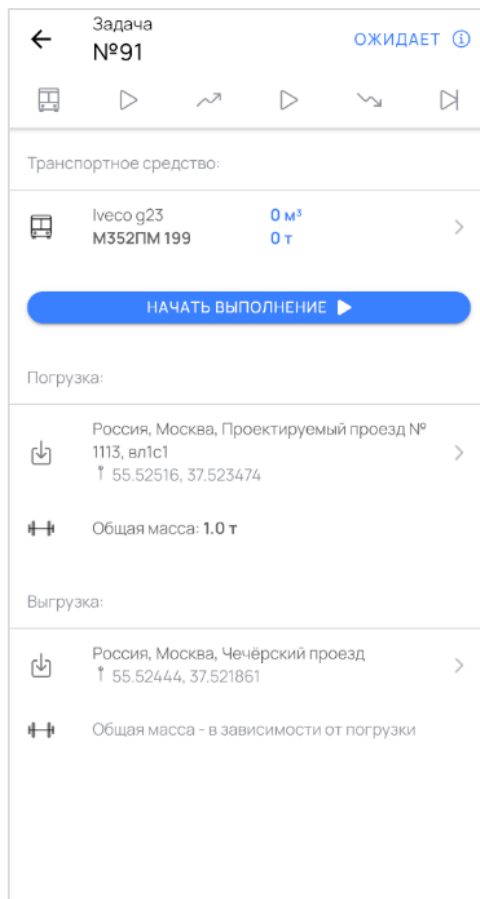 Задача
№91
ОЖИДАЕТ
Транспортное средство:
Iveco g23
0 м³
М352ПМ 199
0 т
НАЧАТЬ ВЫПОЛНЕНИЕ
Погрузка:
Россия, Москва, Проектируемый проезд №
1113, вл1с1
55.52516, 37.523474
Общая масса: 1.0 т
Выгрузка:
Россия, Москва, Чечёрский проезд
55.52444, 37.521861
Общая масса - в зависимости от погрузки